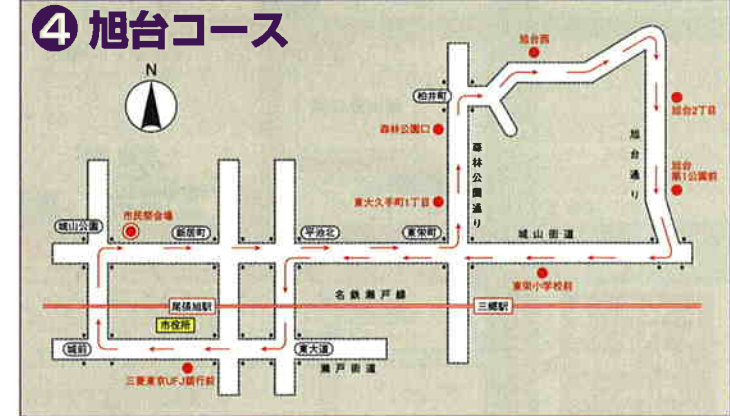 ④ 旭台コース
N
旭台西
柏井町
森林公園口
旭台2丁目
旭台通り
旭台
第1公園前
森林公園通り
東大久手町1丁目
城山公園
市民祭会場
新居町
平池北
東栄町
城山街道
東栄小学校前
名鉄瀬戸線
尾張旭駅
三郷駅
市役所
城前
東大道
瀬戸街道
三菱東京UFJ銀行前